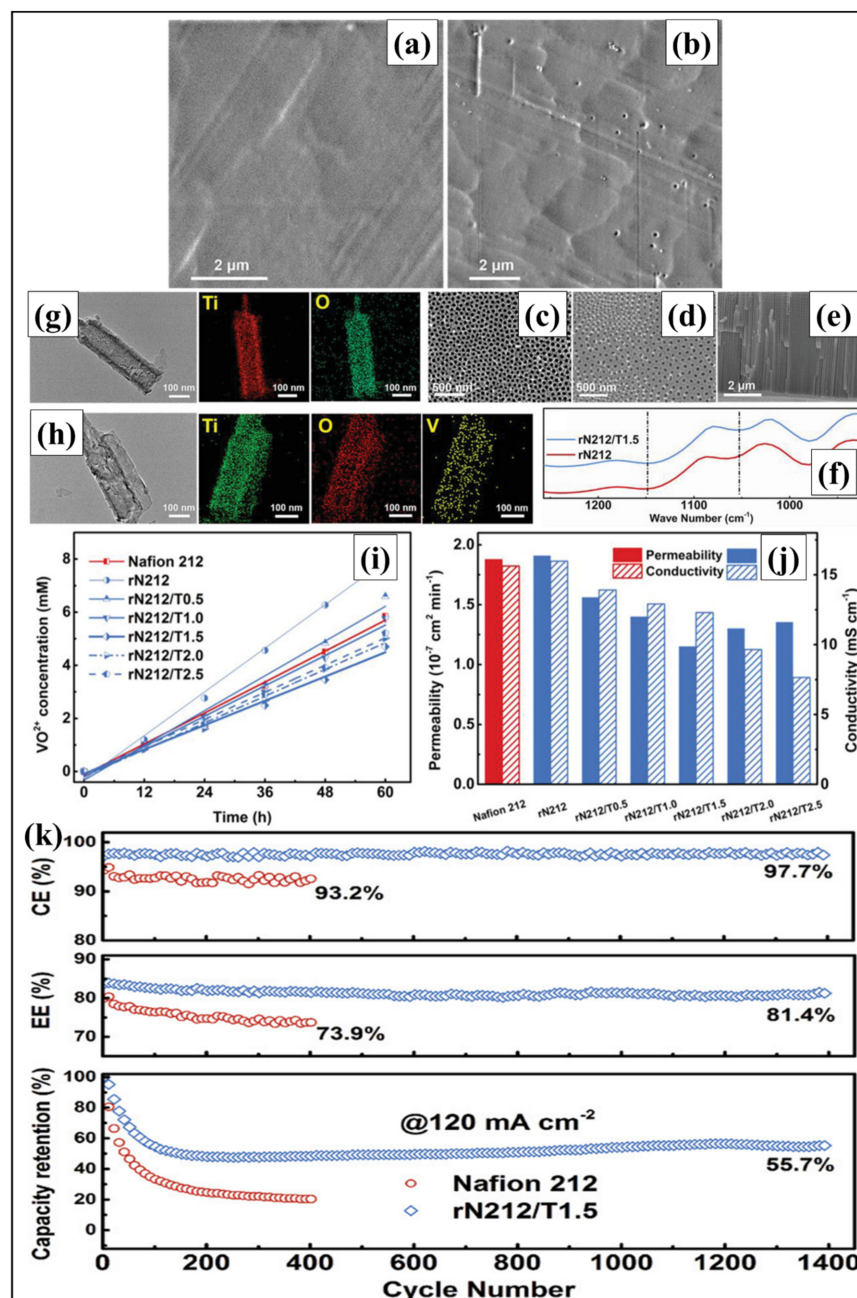 (a) (b)
2 µm 2 µm
(g) Ti O (c) (d) (e)
100 nm 100 nm 100 nm 500 nm 500 nm 2 µm
(h) Ti O V
100 nm 100 nm 100 nm 100 nm
rN212/T1.5
rN212
(f)
1200 1100 1000
Wave Number (cm⁻¹)
(i)
VO²⁺ concentration (mM)
8
6
4
2
0
Nafion 212
rN212
rN212/T0.5
rN212/T1.0
rN212/T1.5
rN212/T2.0
rN212/T2.5
0 12 24 36 48 60
Time (h)
(j)
Permeability (10⁻⁷ cm² min⁻¹)
2.0
1.5
1.0
0.5
0.0
Permeability
Conductivity
Conductivity (mS cm⁻¹)
15
10
5
0
Nafion 212 rN212 rN212/T0.5 rN212/T1.0 rN212/T1.5 rN212/T2.0 rN212/T2.5
(k)
CE (%)
100
90
80
93.2%
97.7%
EE (%)
90
80
70
73.9%
81.4%
Capacity retention (%)
100
80
60
40
20
0
@120 mA cm⁻²
55.7%
Nafion 212
rN212/T1.5
0 200 400 600 800 1000 1200 1400
Cycle Number